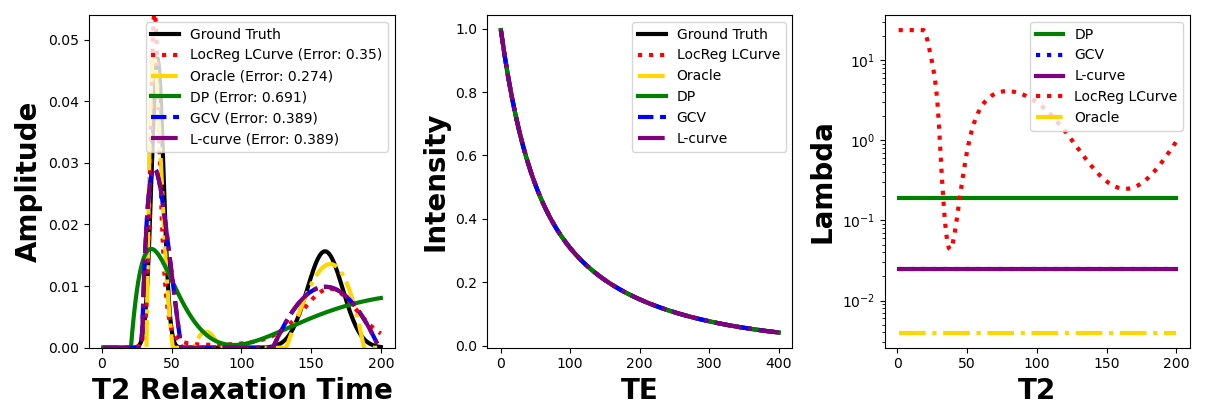 Amplitude
0.05
0.04
0.03
0.02
0.01
0.00
0
50
100
150
200
T2 Relaxation Time
Ground Truth
LocReg LCurve (Error: 0.35)
Oracle (Error: 0.274)
DP (Error: 0.691)
GCV (Error: 0.389)
L-curve (Error: 0.389)
Intensity
1.0
0.8
0.6
0.4
0.2
0.0
0
100
200
300
400
TE
Ground Truth
LocReg LCurve
Oracle
DP
GCV
L-curve
Lambda
10¹
10⁰
10⁻¹
10⁻²
0
50
100
150
200
T2
DP
GCV
L-curve
LocReg LCurve
Oracle